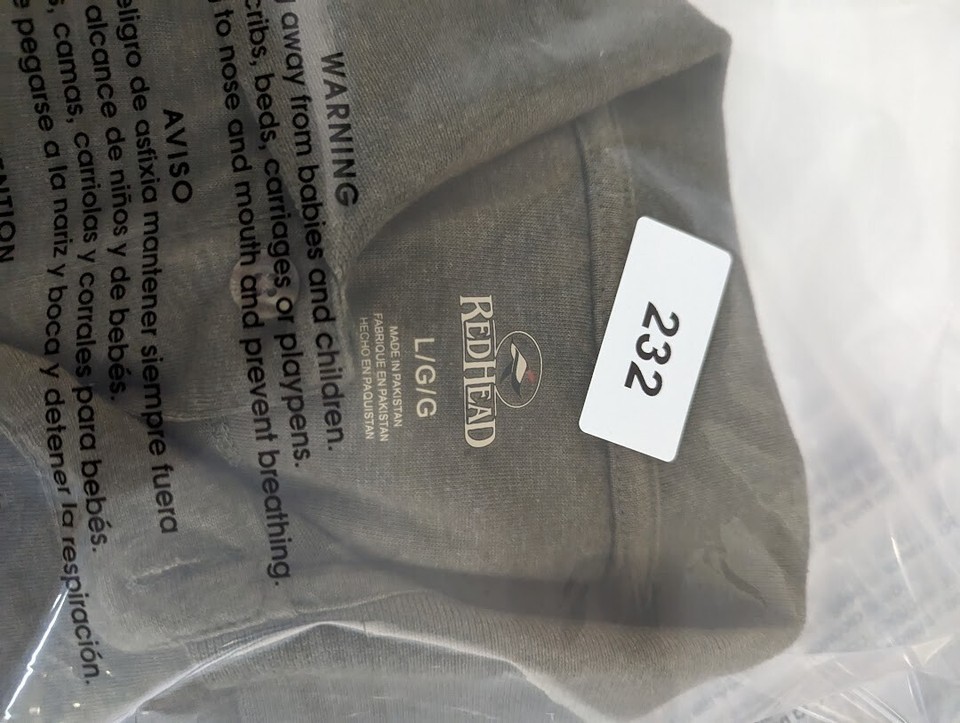 WARNING
away from babies and children.
cribs, beds, carriages or playpens.
to nose and mouth and prevent breathing.
AVISO
eligro de asfixia mantener siempre fuera
alcance de niños y de bebés.
, camas, carriolas y corrales para bebés.
pegarse a la nariz y boca y detener la respiración.
232
REDHEAD
L/G/G
MADE IN PAKISTAN
FABRIQUE EN PAKISTAN
HECHO EN PAQUISTAN